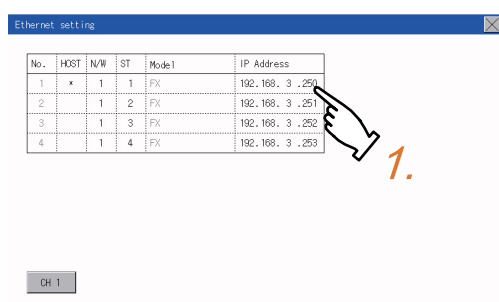 Ethernet setti
No. HOST N/W ST Model IP Address
1 * 1 1 FX 192.168. 3 .250
2 1 2 FX 192.168. 3 .251
3 1 3 FX 192.168. 3 .252
4 1 4 FX 192.168. 3 .253
1.
CH 1